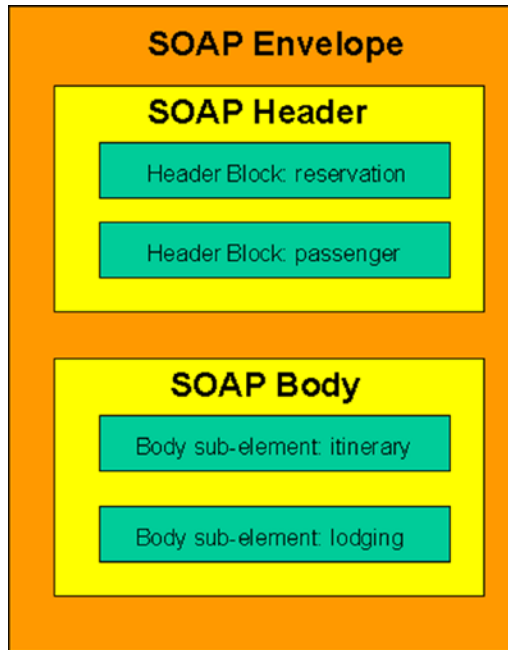 SOAP Envelope
SOAP Header
Header Block: reservation
Header Block: passenger
SOAP Body
Body sub-element: itinerary
Body sub-element: lodging